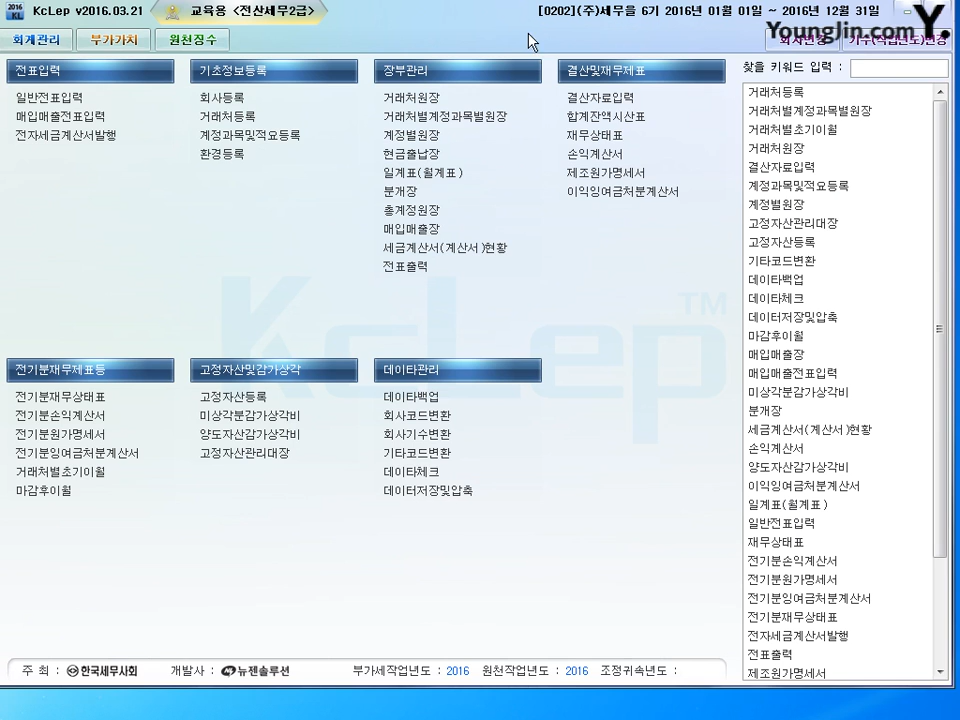 2016 KL KcLep v2016.03.21 교육용 <전산세무2급> [0202](주)세무을 6기 2016년 01월 01일 ~ 2016년 12월 31일
YoungJin.com Y.
회계관리 부가가치 원천징수 회사변경 기수(작업년도)변경
전표입력
일반전표입력
매입매출전표입력
전자세금계산서발행
기초정보등록
회사등록
거래처등록
계정과목및적요등록
환경등록
장부관리
거래처원장
거래처별계정과목별원장
계정별원장
현금출납장
일계표(월계표)
분개장
총계정원장
매입매출장
세금계산서(계산서)현황
전표출력
결산및재무제표
결산자료입력
합계잔액시산표
재무상태표
손익계산서
제조원가명세서
이익잉여금처분계산서
KcLep TM
전기분재무제표등
전기분재무상태표
전기분손익계산서
전기분원가명세서
전기분잉여금처분계산서
거래처별초기이월
마감후이월
고정자산및감가상각
고정자산등록
미상각분감가상각비
양도자산감가상각비
고정자산관리대장
데이타관리
데이타백업
회사코드변환
회사기수변환
기타코드변환
데이타체크
데이터저장및압축
찾을 키워드 입력 :
거래처등록
거래처별계정과목별원장
거래처별초기이월
거래처원장
결산자료입력
계정과목및적요등록
계정별원장
고정자산관리대장
고정자산등록
기타코드변환
데이타백업
데이타체크
데이터저장및압축
마감후이월
매입매출장
매입매출전표입력
미상각분감가상각비
분개장
세금계산서(계산서)현황
손익계산서
양도자산감가상각비
이익잉여금처분계산서
일계표(월계표)
일반전표입력
재무상태표
전기분손익계산서
전기분원가명세서
전기분잉여금처분계산서
전기분재무상태표
전자세금계산서발행
전표출력
제조원가명세서
주 최 : 한국세무사회 개발사 : 뉴젠솔루션 부가세작업년도 : 2016 원천작업년도 : 2016 조정귀속년도 :